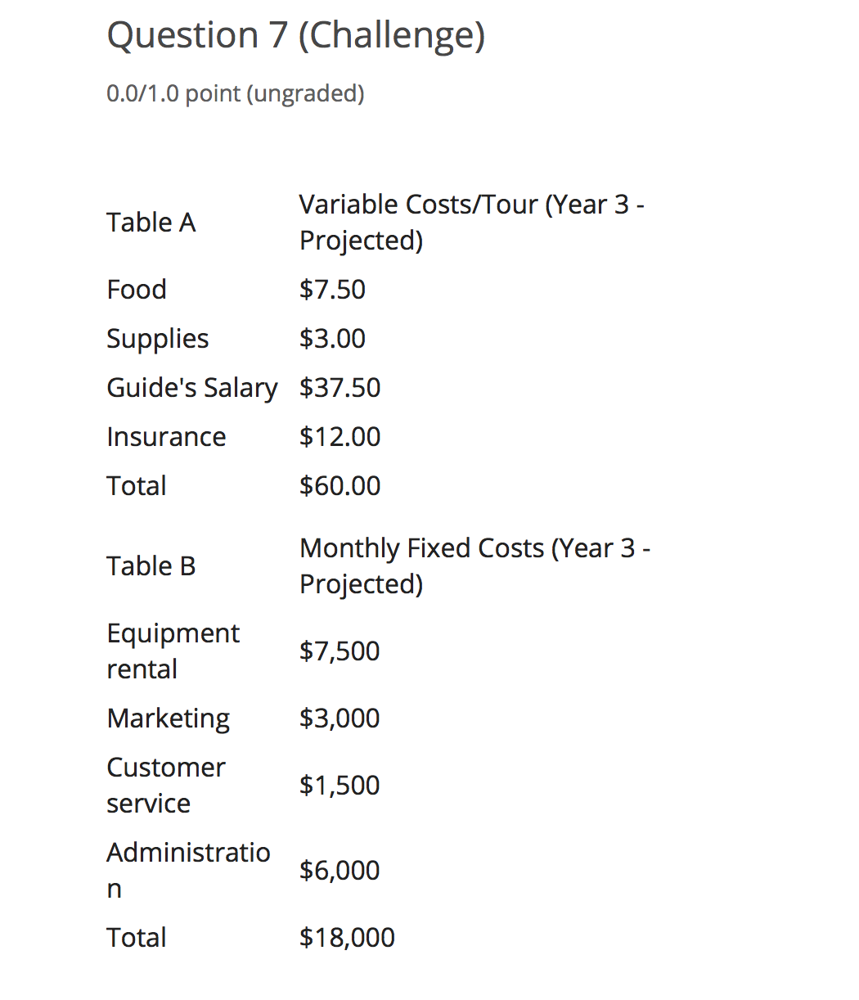 Question 7 (Challenge)
0.0/1.0 point (ungraded)
Table A
Variable Costs/Tour (Year 3 -
Projected)
Food $7.50
Supplies $3.00
Guide's Salary $37.50
Insurance $12.00
Total $60.00
Table B
Monthly Fixed Costs (Year 3 -
Projected)
Equipment
rental
$7,500
Marketing $3,000
Customer
service
$1,500
Administratio
n
$6,000
Total $18,000